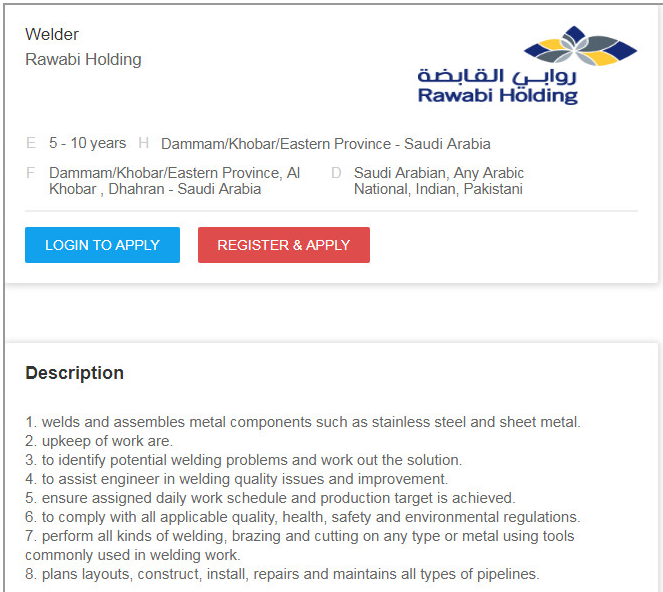 Welder
Rawabi Holding
روابي القابضة
Rawabi Holding
E 5 - 10 years H Dammam/Khobar/Eastern Province - Saudi Arabia
F Dammam/Khobar/Eastern Province, Al
Khobar , Dhahran - Saudi Arabia
D Saudi Arabian, Any Arabic
National, Indian, Pakistani
LOGIN TO APPLY REGISTER & APPLY
Description
1. welds and assembles metal components such as stainless steel and sheet metal.
2. upkeep of work are.
3. to identify potential welding problems and work out the solution.
4. to assist engineer in welding quality issues and improvement.
5. ensure assigned daily work schedule and production target is achieved.
6. to comply with all applicable quality, health, safety and environmental regulations.
7. perform all kinds of welding, brazing and cutting on any type or metal using tools
commonly used in welding work.
8. plans layouts, construct, install, repairs and maintains all types of pipelines.